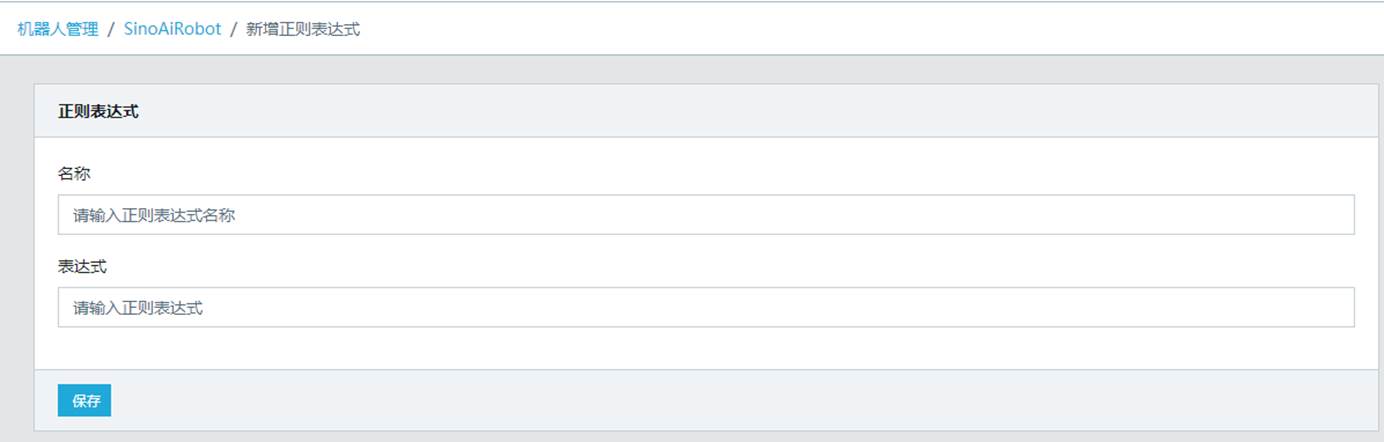 机器人管理 / SinoAiRobot / 新增正则表达式
正则表达式
名称
请输入正则表达式名称
表达式
请输入正则表达式
保存